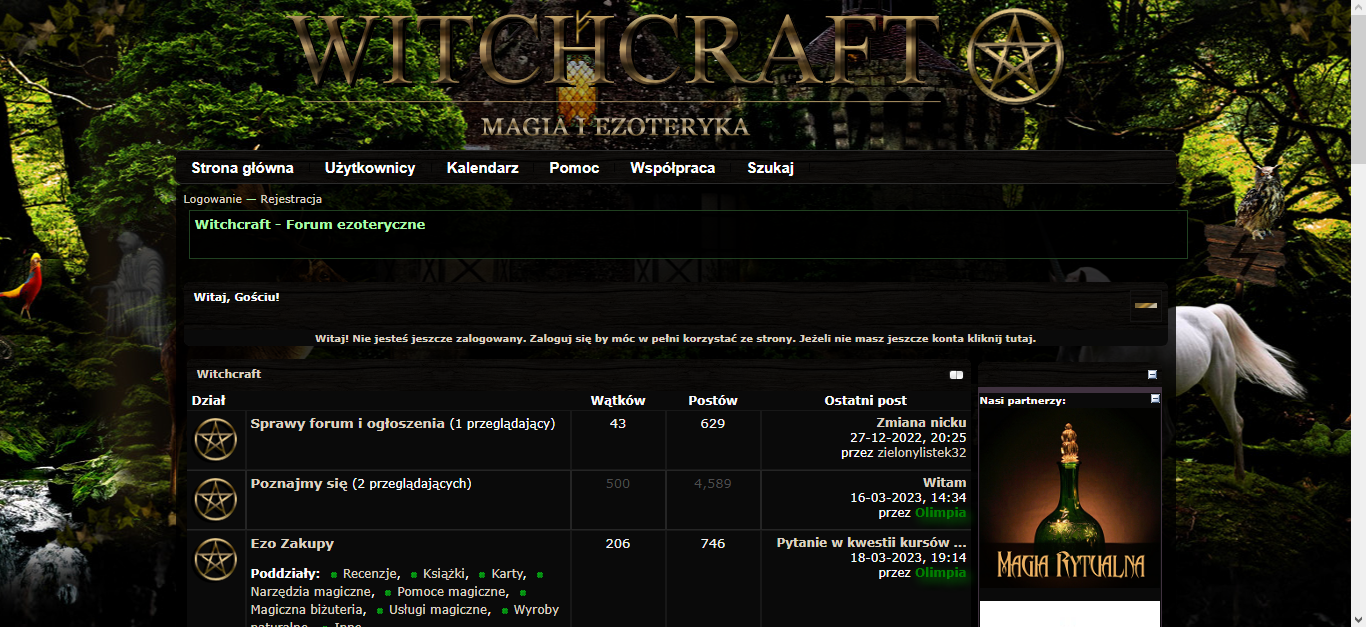 WITCHCRAFT
MAGIA I EZOTERYKA
Strona główna Użytkownicy Kalendarz Pomoc Współpraca Szukaj
Logowanie — Rejestracja
Witchcraft - Forum ezoteryczne
Witaj, Gościu!
Witaj! Nie jesteś jeszcze zalogowany. Zaloguj się by móc w pełni korzystać ze strony. Jeżeli nie masz jeszcze konta kliknij tutaj.
Witchcraft
Dział Wątków Postów Ostatni post
Sprawy forum i ogłoszenia (1 przeglądający) 43 629 Zmiana nicku
27-12-2022, 20:25
przez zielonylistek32
Poznajmy się (2 przeglądających) 500 4,589 Witam
16-03-2023, 14:34
przez Olimpia
Ezo Zakupy 206 746 Pytanie w kwestii kursów ...
18-03-2023, 19:14
przez Olimpia
Poddziały: Recenzje, Książki, Karty,
Narzędzia magiczne, Pomoce magiczne,
Magiczna biżuteria, Usługi magiczne, Wyroby
naturalne, Inne
Nasi partnerzy:
MAGIA RYTUALNA